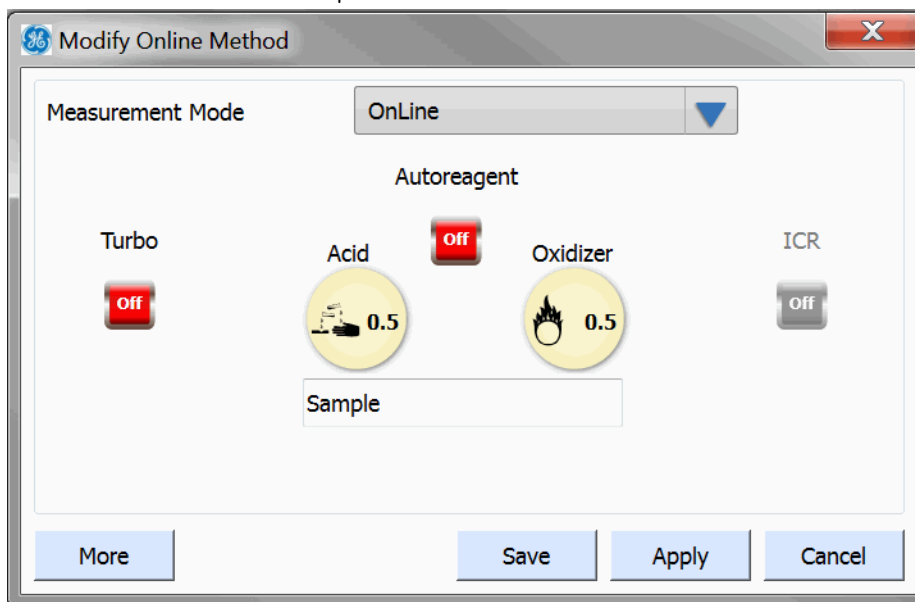 Modify Online Method
X
Measurement Mode
OnLine
Autoreagent
Turbo
Off
ICR
Acid
Oxidizer
Off
Off
0.5
0.5
Sample
More
Save
Apply
Cancel